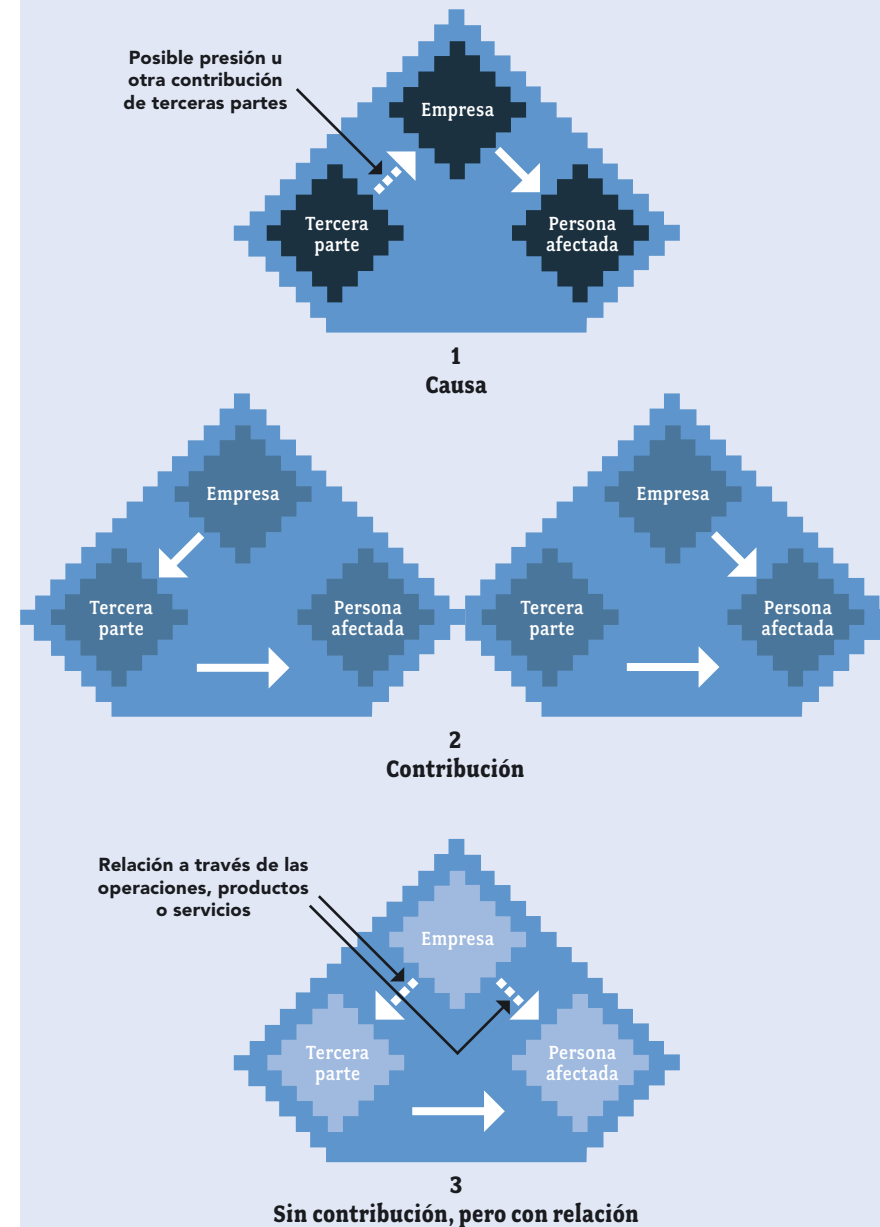 Posible presión u
otra contribución
de terceras partes
Empresa
Tercera
parte
Persona
afectada
1
Causa
Empresa
Tercera
parte
Persona
afectada
Empresa
Tercera
parte
Persona
afectada
2
Contribución
Relación a través de las
operaciones, productos
o servicios
Empresa
Tercera
parte
Persona
afectada
3
Sin contribución, pero con relación